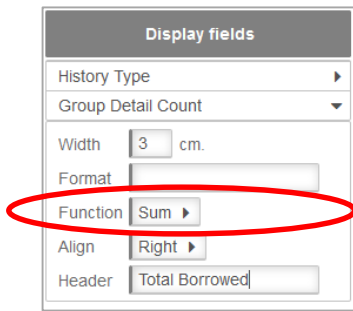 Display fields
History Type
Group Detail Count
Width 3 cm.
Format
Function Sum
Align Right
Header Total Borrowed